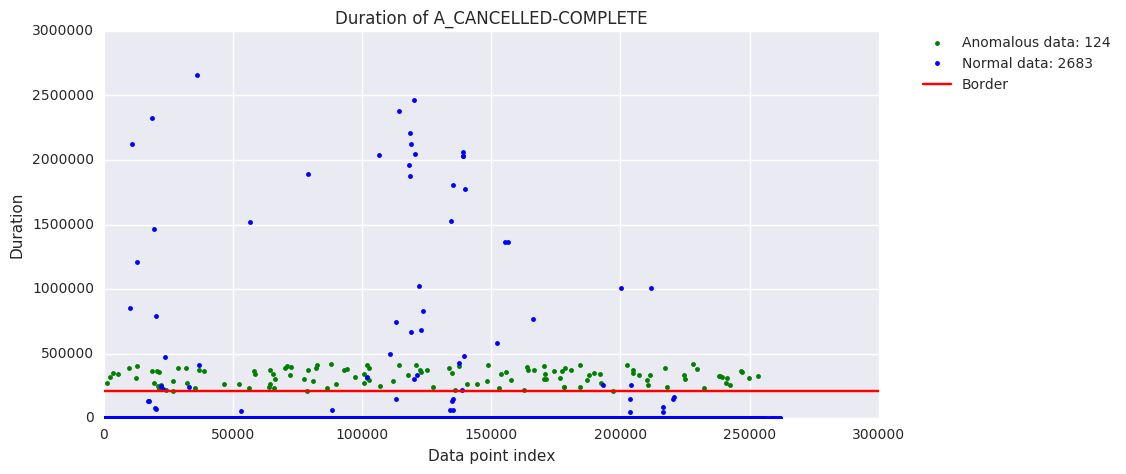 Duration of A_CANCELLED-COMPLETE
3000000
2500000
2000000
1500000
1000000
500000
0
Duration
0 50000 100000 150000 200000 250000 300000
Data point index
Anomalous data: 124
Normal data: 2683
Border